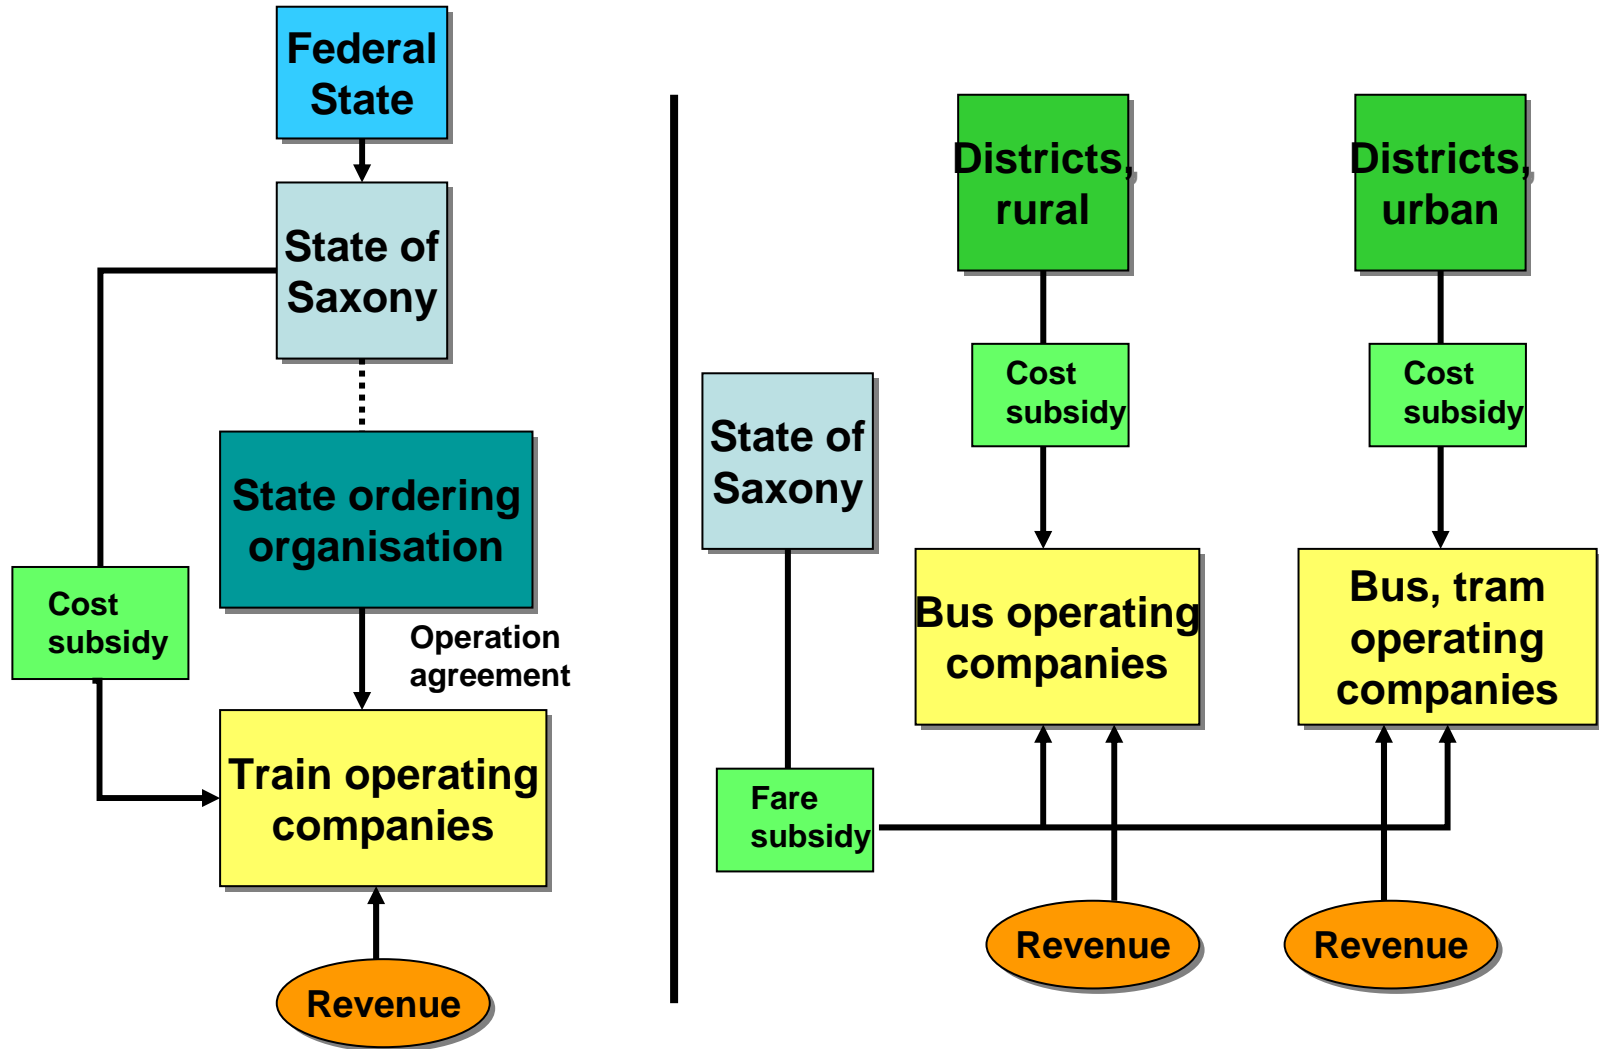 Federal
State
State of
Saxony
State ordering
organisation
Cost
subsidy
Operation
agreement
Train operating
companies
Revenue
Districts,
rural
Districts,
urban
Cost
subsidy
Cost
subsidy
State of
Saxony
Bus operating
companies
Bus, tram
operating
companies
Fare
subsidy
Revenue
Revenue